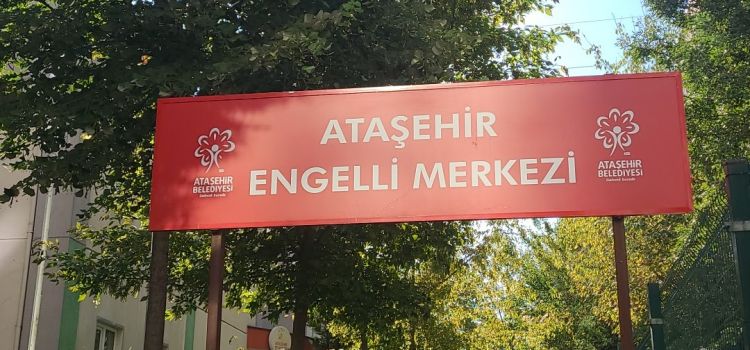 ATAŞEHİR
ENGELLİ MERKEZİ
ATAŞEHİR
BELEDİYESİ
ATAŞEHİR
BELEDİYESİ